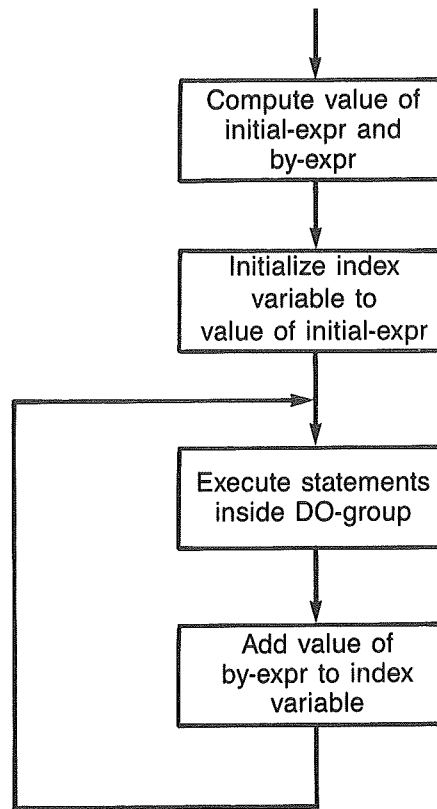 Compute value of
initial-expr and
by-expr
Initialize index
variable to
value of initial-expr
Execute statements
inside DO-group
Add value of
by-expr to index
variable